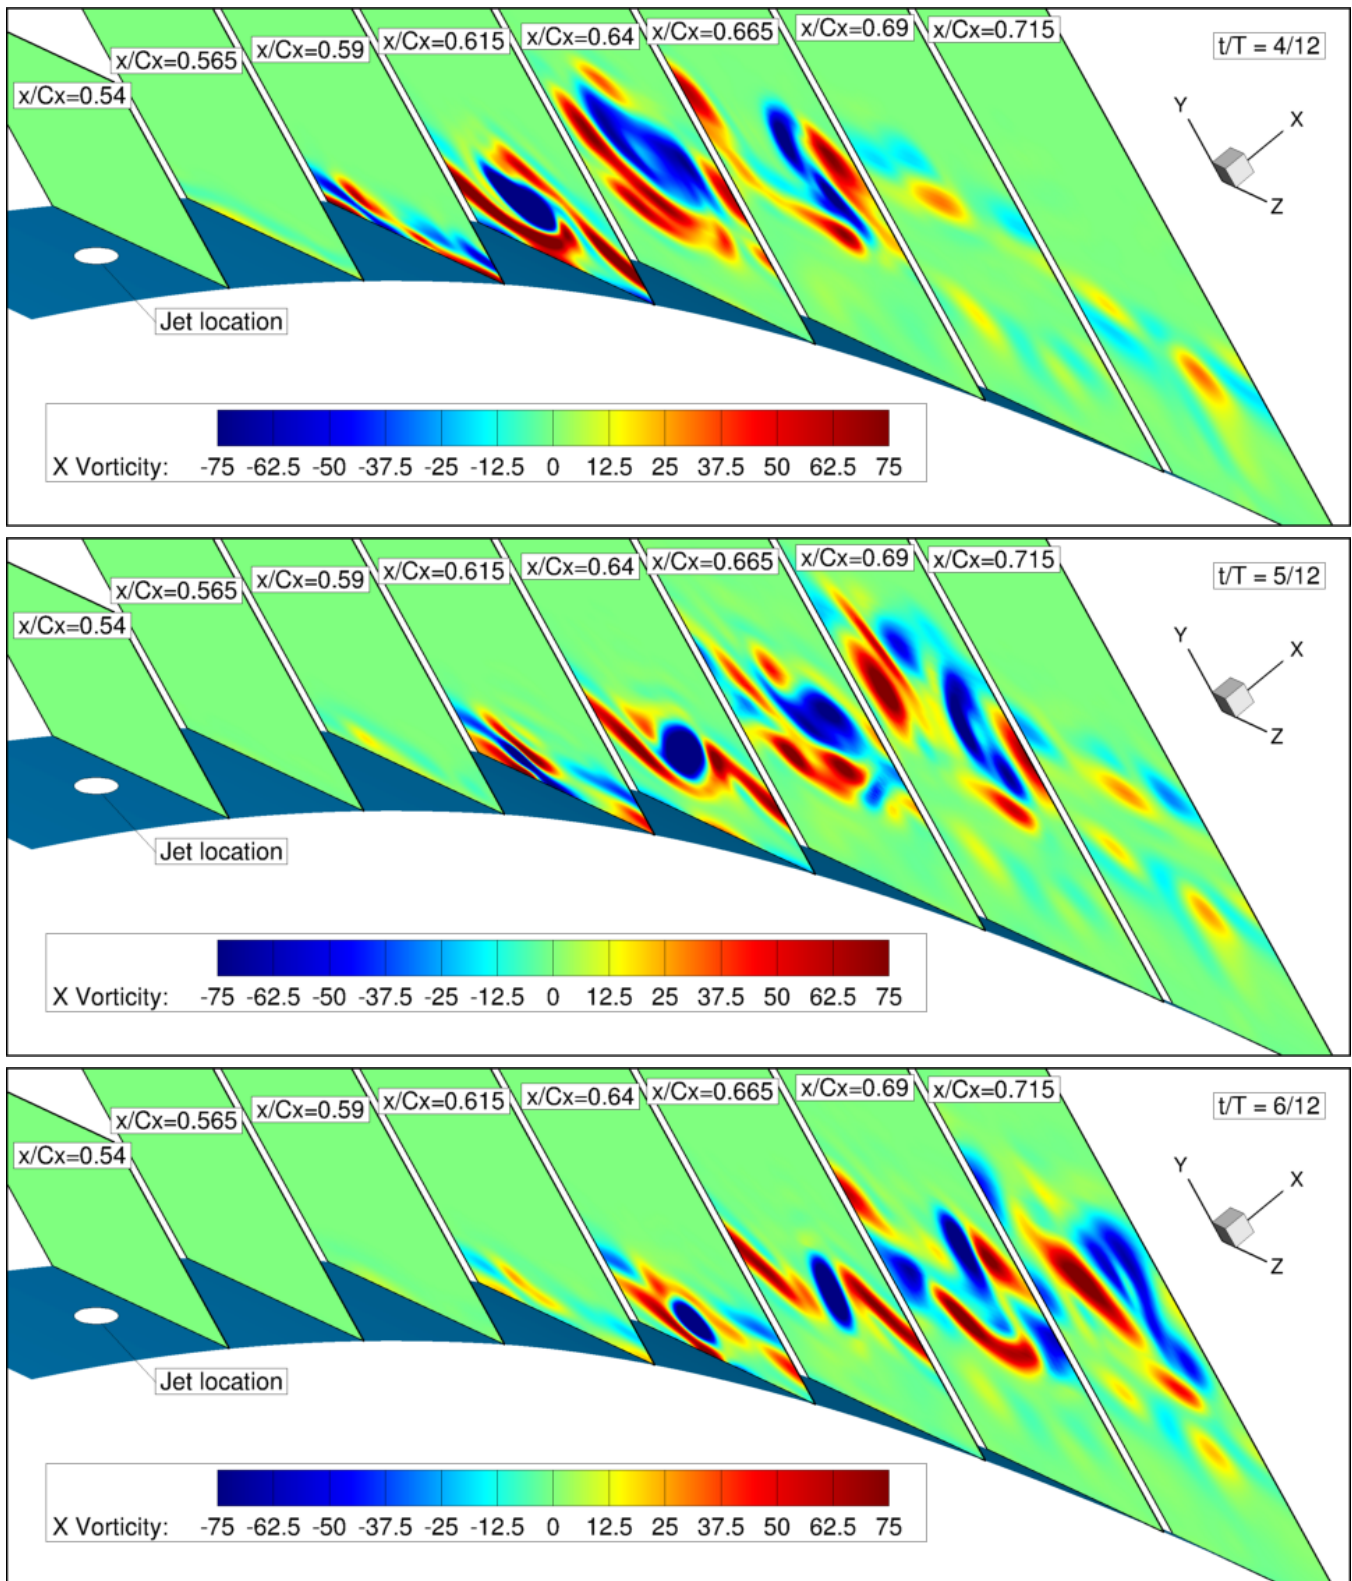 x/Cx=0.54
x/Cx=0.565
x/Cx=0.59
x/Cx=0.615
x/Cx=0.64
x/Cx=0.665
x/Cx=0.69
x/Cx=0.715
t/T = 4/12
Y
X
Z
Jet location
X Vorticity: -75 -62.5 -50 -37.5 -25 -12.5 0 12.5 25 37.5 50 62.5 75
x/Cx=0.54
x/Cx=0.565
x/Cx=0.59
x/Cx=0.615
x/Cx=0.64
x/Cx=0.665
x/Cx=0.69
x/Cx=0.715
t/T = 5/12
Y
X
Z
Jet location
X Vorticity: -75 -62.5 -50 -37.5 -25 -12.5 0 12.5 25 37.5 50 62.5 75
x/Cx=0.54
x/Cx=0.565
x/Cx=0.59
x/Cx=0.615
x/Cx=0.64
x/Cx=0.665
x/Cx=0.69
x/Cx=0.715
t/T = 6/12
Y
X
Z
Jet location
X Vorticity: -75 -62.5 -50 -37.5 -25 -12.5 0 12.5 25 37.5 50 62.5 75